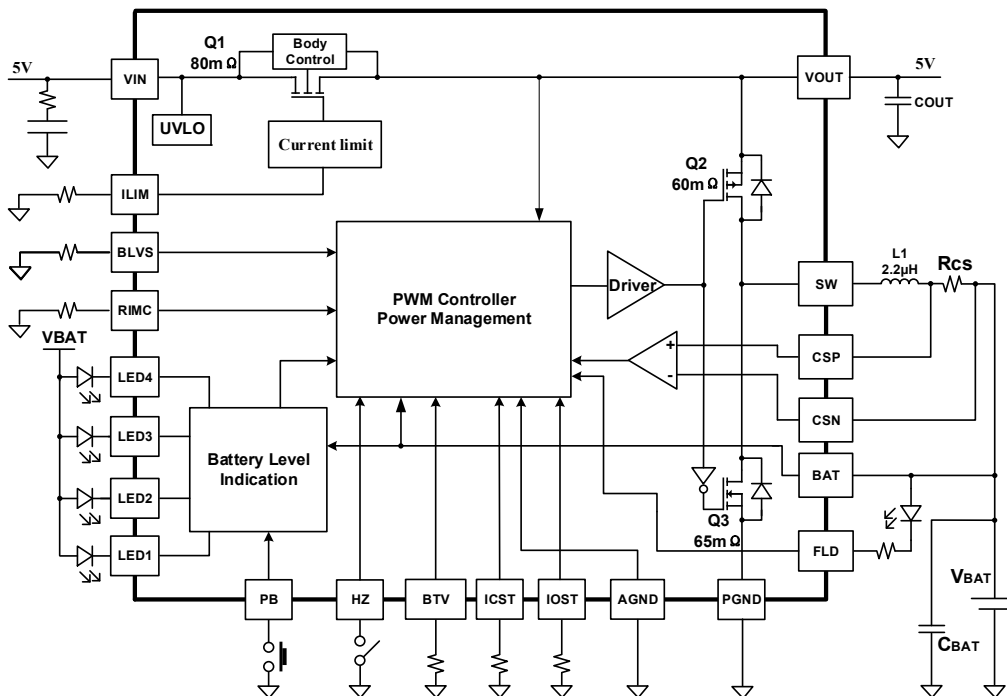 Q1
80mΩ
Body
Control
5V
VIN
VOUT
5V
COUT
UVLO
Current limit
ILIM
Q2
60mΩ
BLVS
PWM Controller
Power Management
Driver
SW
L1
2.2μH
Rcs
RIMC
VBAT
CSP
+
-
LED4
CSN
LED3
Battery Level
Indication
BAT
LED2
Q3
65mΩ
LED1
FLD
PB
HZ
BTV
ICST
IOST
AGND
PGND
VBAT
CBAT